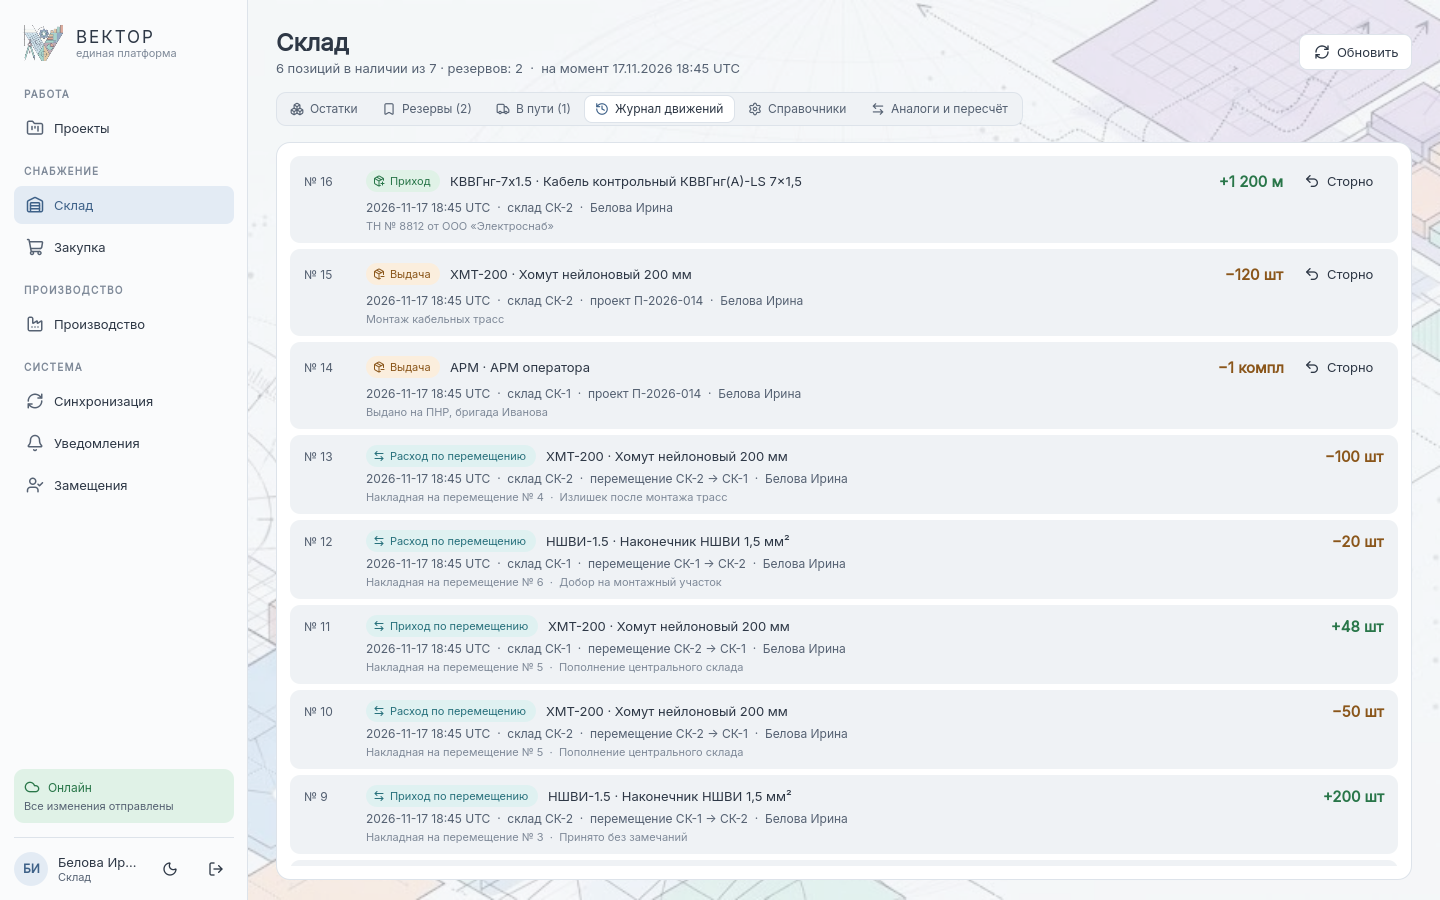 ВЕКТОР
единая платформа
РАБОТА
Проекты
СНАБЖЕНИЕ
Склад
Закупка
ПРОИЗВОДСТВО
Производство
СИСТЕМА
Синхронизация
Уведомления
Замещения
Онлайн
Все изменения отправлены
БИ
Белова Ир...
Склад
Склад
6 позиций в наличии из 7 · резервов: 2 · на момент 17.11.2026 18:45 UTC
Обновить
Остатки Резервы (2) В пути (1) Журнал движений Справочники Аналоги и пересчёт
№ 16 Приход КВВГнг-7х1.5 · Кабель контрольный КВВГнг(А)-LS 7×1,5 +1 200 м Сторно
2026-11-17 18:45 UTC · склад СК-2 · Белова Ирина
ТН № 8812 от ООО «Электроснаб»
№ 15 Выдача ХМТ-200 · Хомут нейлоновый 200 мм −120 шт Сторно
2026-11-17 18:45 UTC · склад СК-2 · проект П-2026-014 · Белова Ирина
Монтаж кабельных трасс
№ 14 Выдача АРМ · АРМ оператора −1 компл Сторно
2026-11-17 18:45 UTC · склад СК-1 · проект П-2026-014 · Белова Ирина
Выдано на ПНР, бригада Иванова
№ 13 Расход по перемещению ХМТ-200 · Хомут нейлоновый 200 мм −100 шт
2026-11-17 18:45 UTC · склад СК-2 · перемещение СК-2 → СК-1 · Белова Ирина
Накладная на перемещение № 4 · Излишек после монтажа трасс
№ 12 Расход по перемещению НШВИ-1.5 · Наконечник НШВИ 1,5 мм² −20 шт
2026-11-17 18:45 UTC · склад СК-1 · перемещение СК-1 → СК-2 · Белова Ирина
Накладная на перемещение № 6 · Добор на монтажный участок
№ 11 Приход по перемещению ХМТ-200 · Хомут нейлоновый 200 мм +48 шт
2026-11-17 18:45 UTC · склад СК-1 · перемещение СК-2 → СК-1 · Белова Ирина
Накладная на перемещение № 5 · Пополнение центрального склада
№ 10 Расход по перемещению ХМТ-200 · Хомут нейлоновый 200 мм −50 шт
2026-11-17 18:45 UTC · склад СК-2 · перемещение СК-2 → СК-1 · Белова Ирина
Накладная на перемещение № 5 · Пополнение центрального склада
№ 9 Приход по перемещению НШВИ-1.5 · Наконечник НШВИ 1,5 мм² +200 шт
2026-11-17 18:45 UTC · склад СК-2 · перемещение СК-1 → СК-2 · Белова Ирина
Накладная на перемещение № 3 · Принято без замечаний